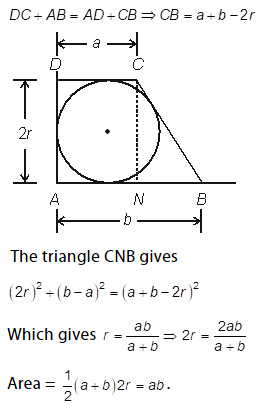 DC + AB = AD + CB ⇒ CB = a + b − 2r
a
D C
2r
A N B
b
The triangle CNB gives
(2r)² + (b − a)² = (a + b − 2r)²
Which gives r = ab/(a + b) ⇒ 2r = 2ab/(a + b)
Area = 1/2 (a + b) 2r = ab.